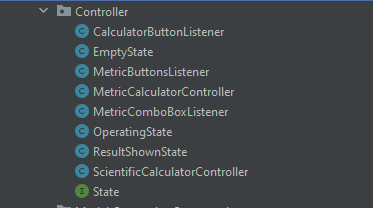 Controller
C CalculatorButtonListener
C EmptyState
C MetricButtonsListener
C MetricCalculatorController
C MetricComboBoxListener
C OperatingState
C ResultShownState
C ScientificCalculatorController
I State